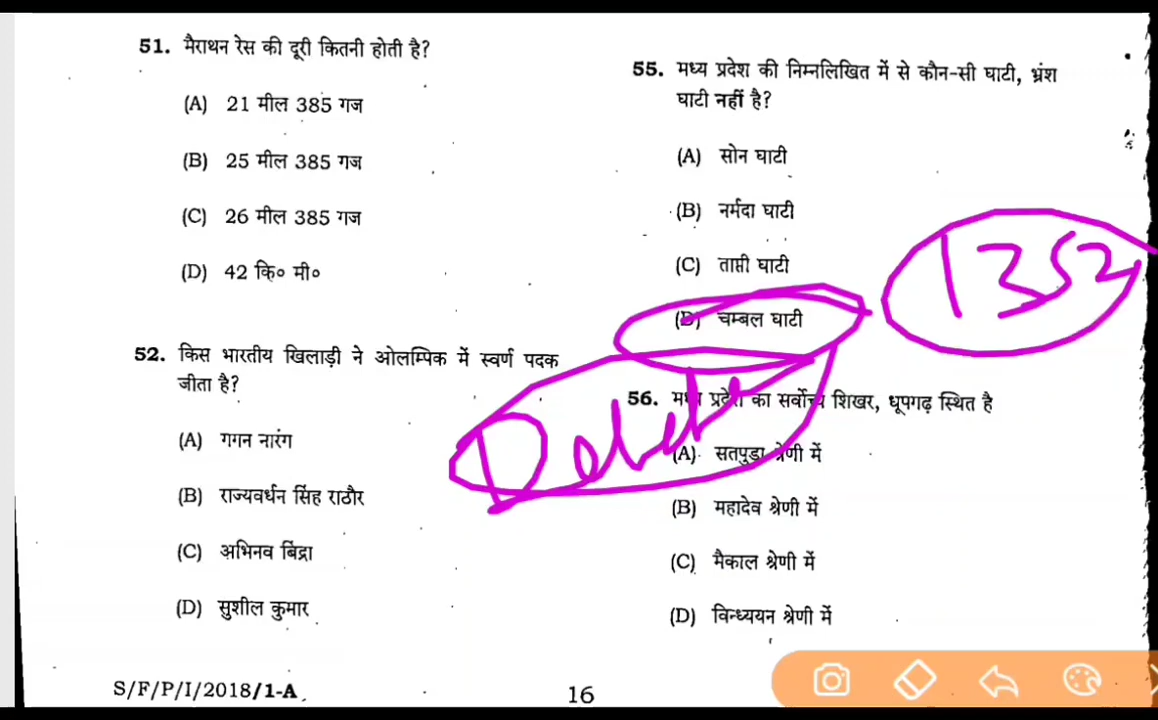 51. मैराथन रेस की दूरी कितनी होती है?
(A) 21 मील 385 गज
(B) 25 मील 385 गज
(C) 26 मील 385 गज
(D) 42 कि० मी०
52. किस भारतीय खिलाड़ी ने ओलम्पिक में स्वर्ण पदक
जीता है?
(A) गगन नारंग
(B) राज्यवर्धन सिंह राठौर
(C) अभिनव बिंद्रा
(D) सुशील कुमार
S/F/P/I/2018/1-A
55. मध्य प्रदेश की निम्नलिखित में से कौन-सी घाटी, भ्रंश
घाटी नहीं है?
(A) सोन घाटी
(B) नर्मदा घाटी
(C) ताप्ती घाटी
(D) चम्बल घाटी
1352
Delete
56. मध्य प्रदेश का सर्वोच्च शिखर, धूपगढ़ स्थित है
(A) सतपुड़ा श्रेणी में
(B) महादेव श्रेणी में
(C) मैकाल श्रेणी में
(D) विन्ध्ययन श्रेणी में
16